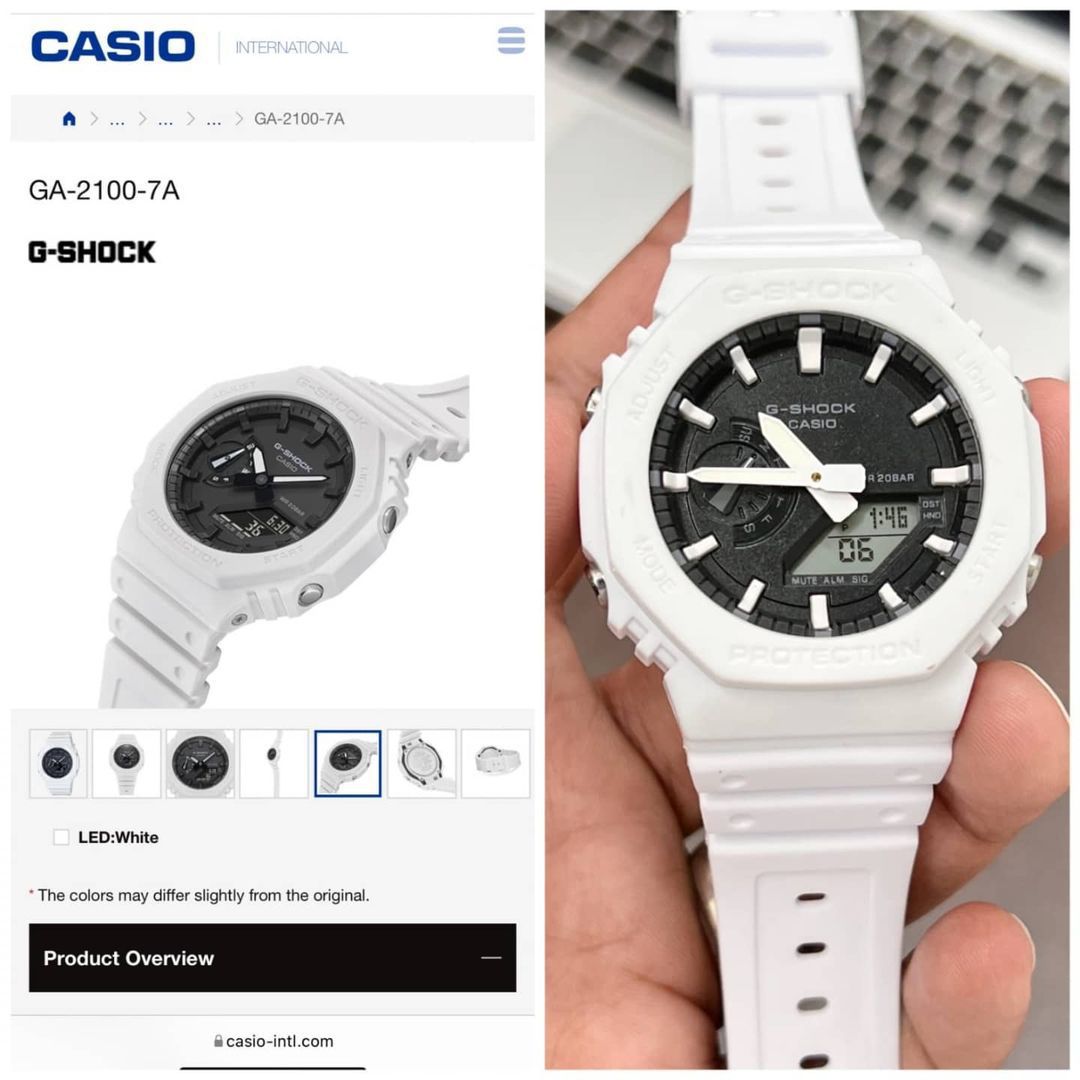 CASIO INTERNATIONAL
... ... ... GA-2100-7A
GA-2100-7A
G-SHOCK
ADJUST
G-SHOCK
LIGHT
G-SHOCK
CASIO
WR 20BAR
36 6:30
PROTECTION
START
LED:White
* The colors may differ slightly from the original.
Product Overview
casio-intl.com
G-SHOCK
ADJUST
LIGHT
G-SHOCK
CASIO
SU
R 20BAR
T
F
S
P 1:46
DST
HND
06
MUTE ALM SIG
MODE
START
PROTECTION